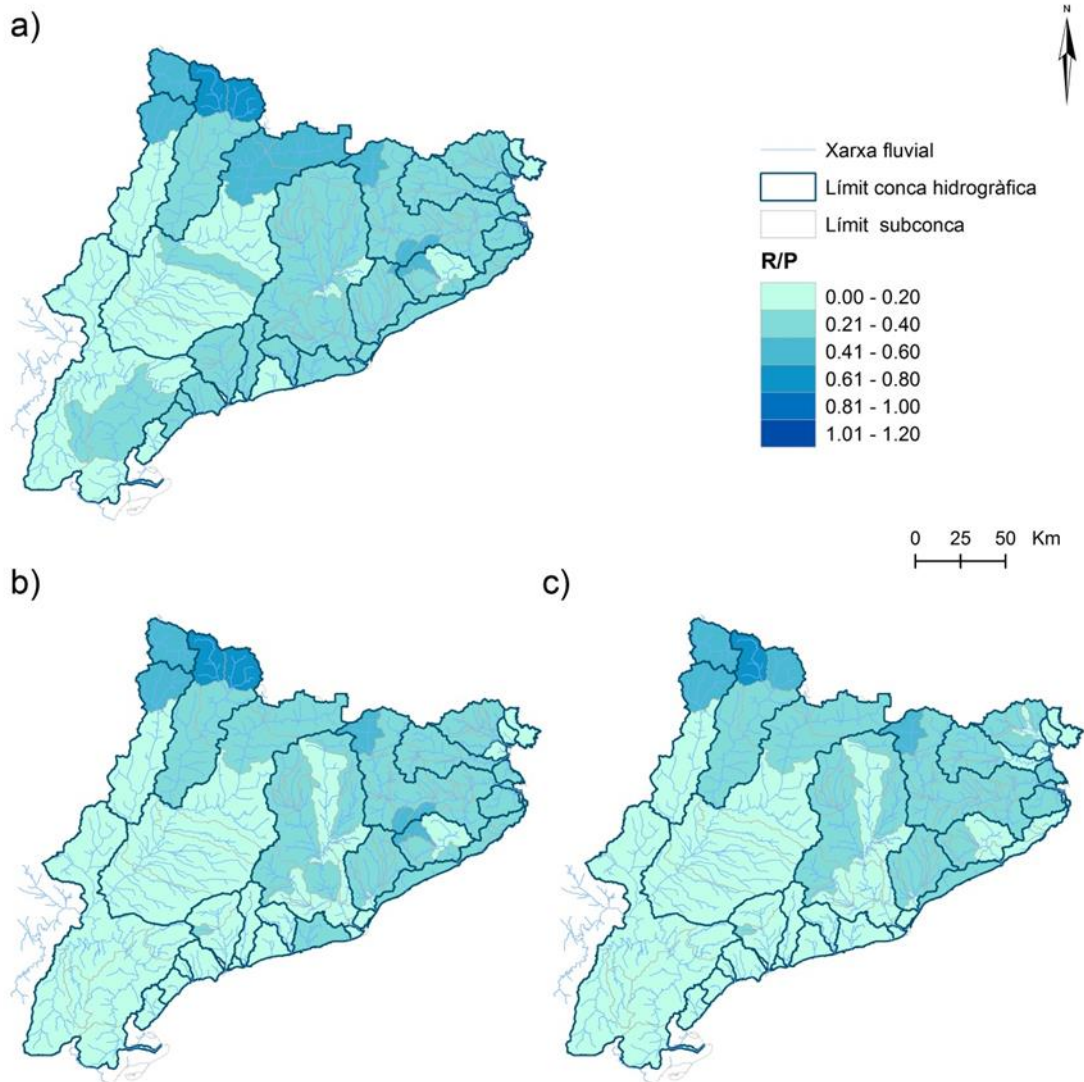 a)
N
Xarxa fluvial
Límit conca hidrogràfica
Límit subconca
R/P
0.00 - 0.20
0.21 - 0.40
0.41 - 0.60
0.61 - 0.80
0.81 - 1.00
1.01 - 1.20
0 25 50 Km
b)
c)